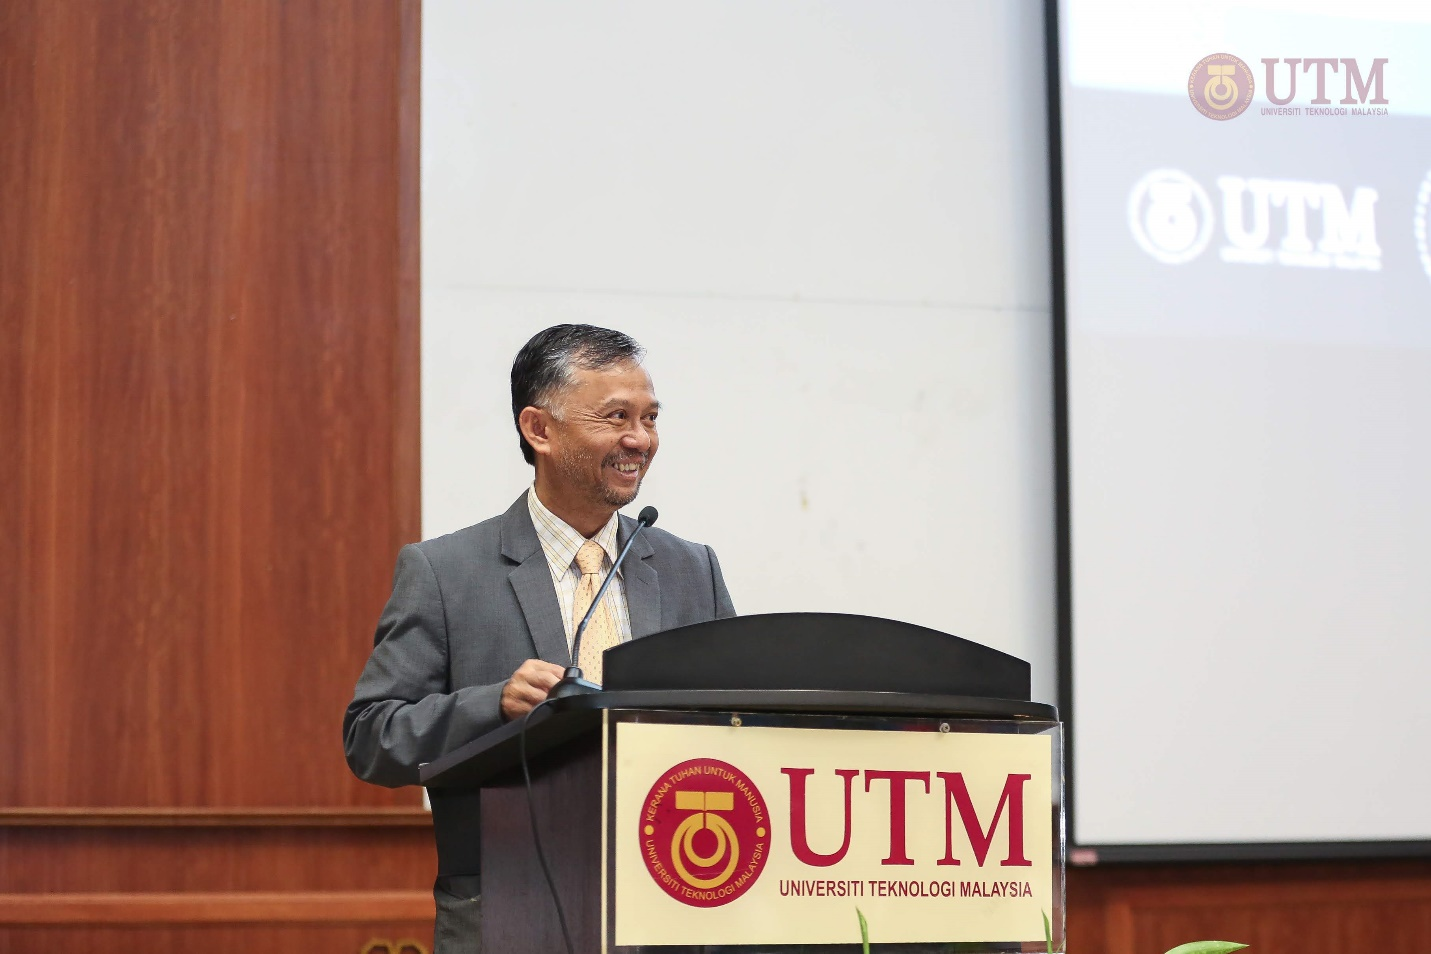 UTM
UNIVERSITI TEKNOLOGI MALAYSIA
UTM
KERANA TUHAN UNTUK MANUSIA
UNIVERSITI TEKNOLOGI MALAYSIA
UTM
UNIVERSITI TEKNOLOGI MALAYSIA